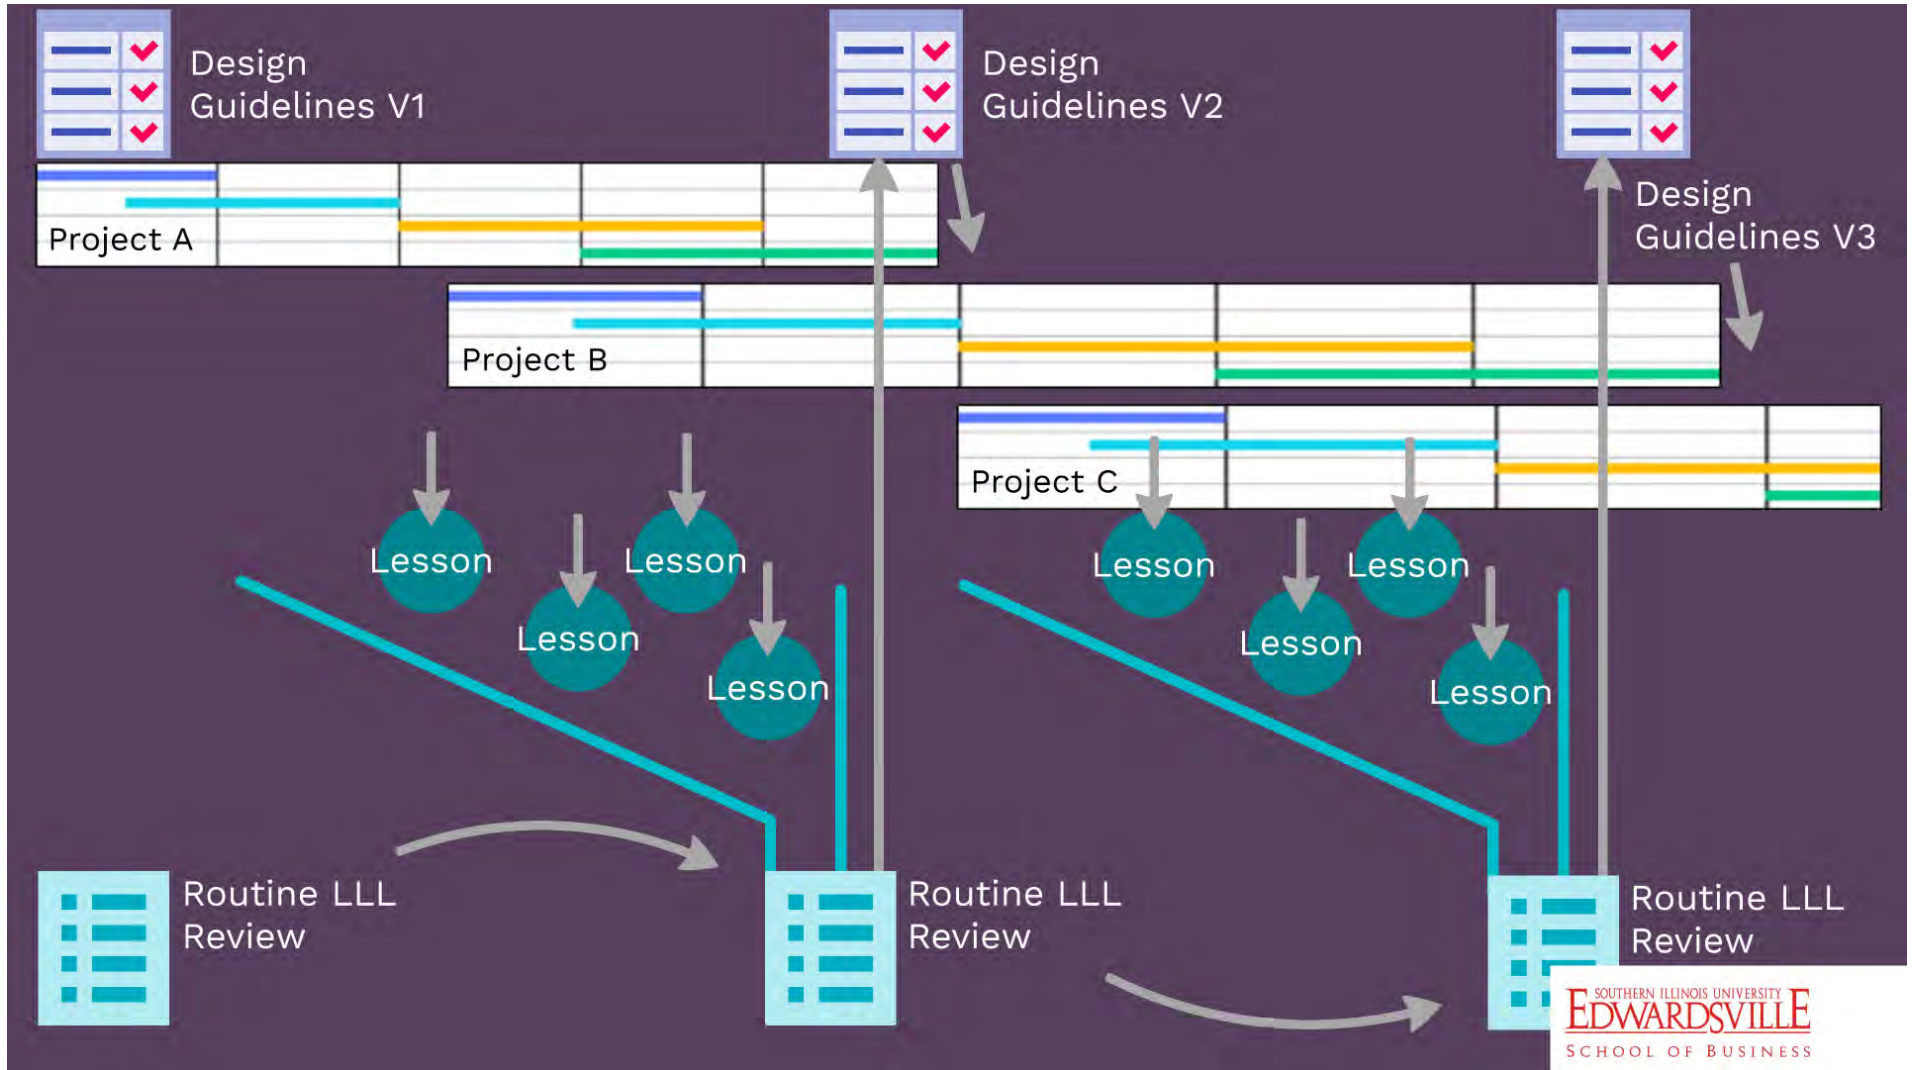 Design
Guidelines V1
Design
Guidelines V2
Design
Guidelines V3
Project A
Project B
Project C
Lesson
Lesson
Lesson
Lesson
Lesson
Lesson
Lesson
Lesson
Routine LLL
Review
Routine LLL
Review
Routine LLL
Review
SOUTHERN ILLINOIS UNIVERSITY
EDWARDSVILLE
SCHOOL OF BUSINESS